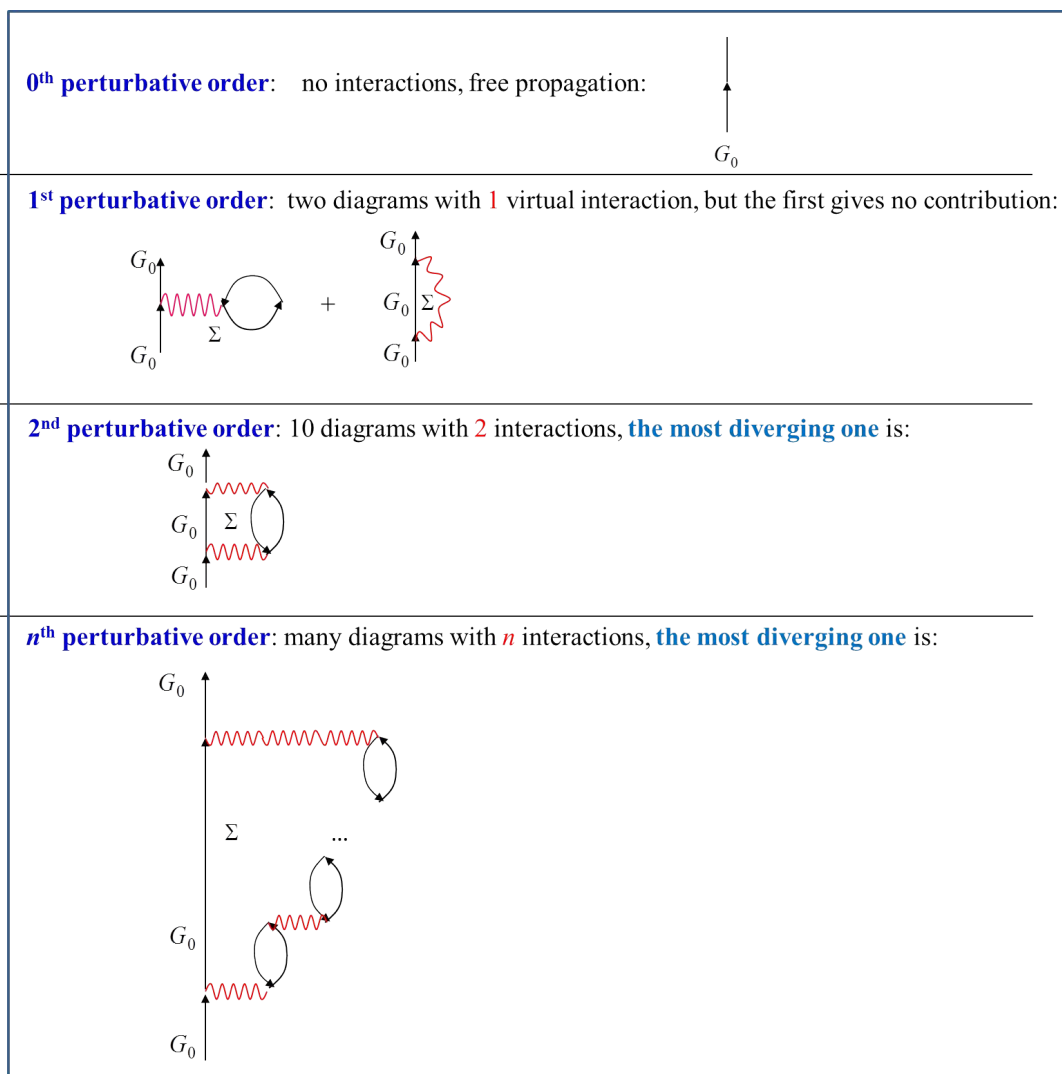 0th perturbative order: no interactions, free propagation:
G0
1st perturbative order: two diagrams with 1 virtual interaction, but the first gives no contribution:
G0
G0
+
G0 Σ
Σ
G0
G0
2nd perturbative order: 10 diagrams with 2 interactions, the most diverging one is:
G0
G0 Σ
G0
nth perturbative order: many diagrams with n interactions, the most diverging one is:
G0
Σ ...
G0
G0